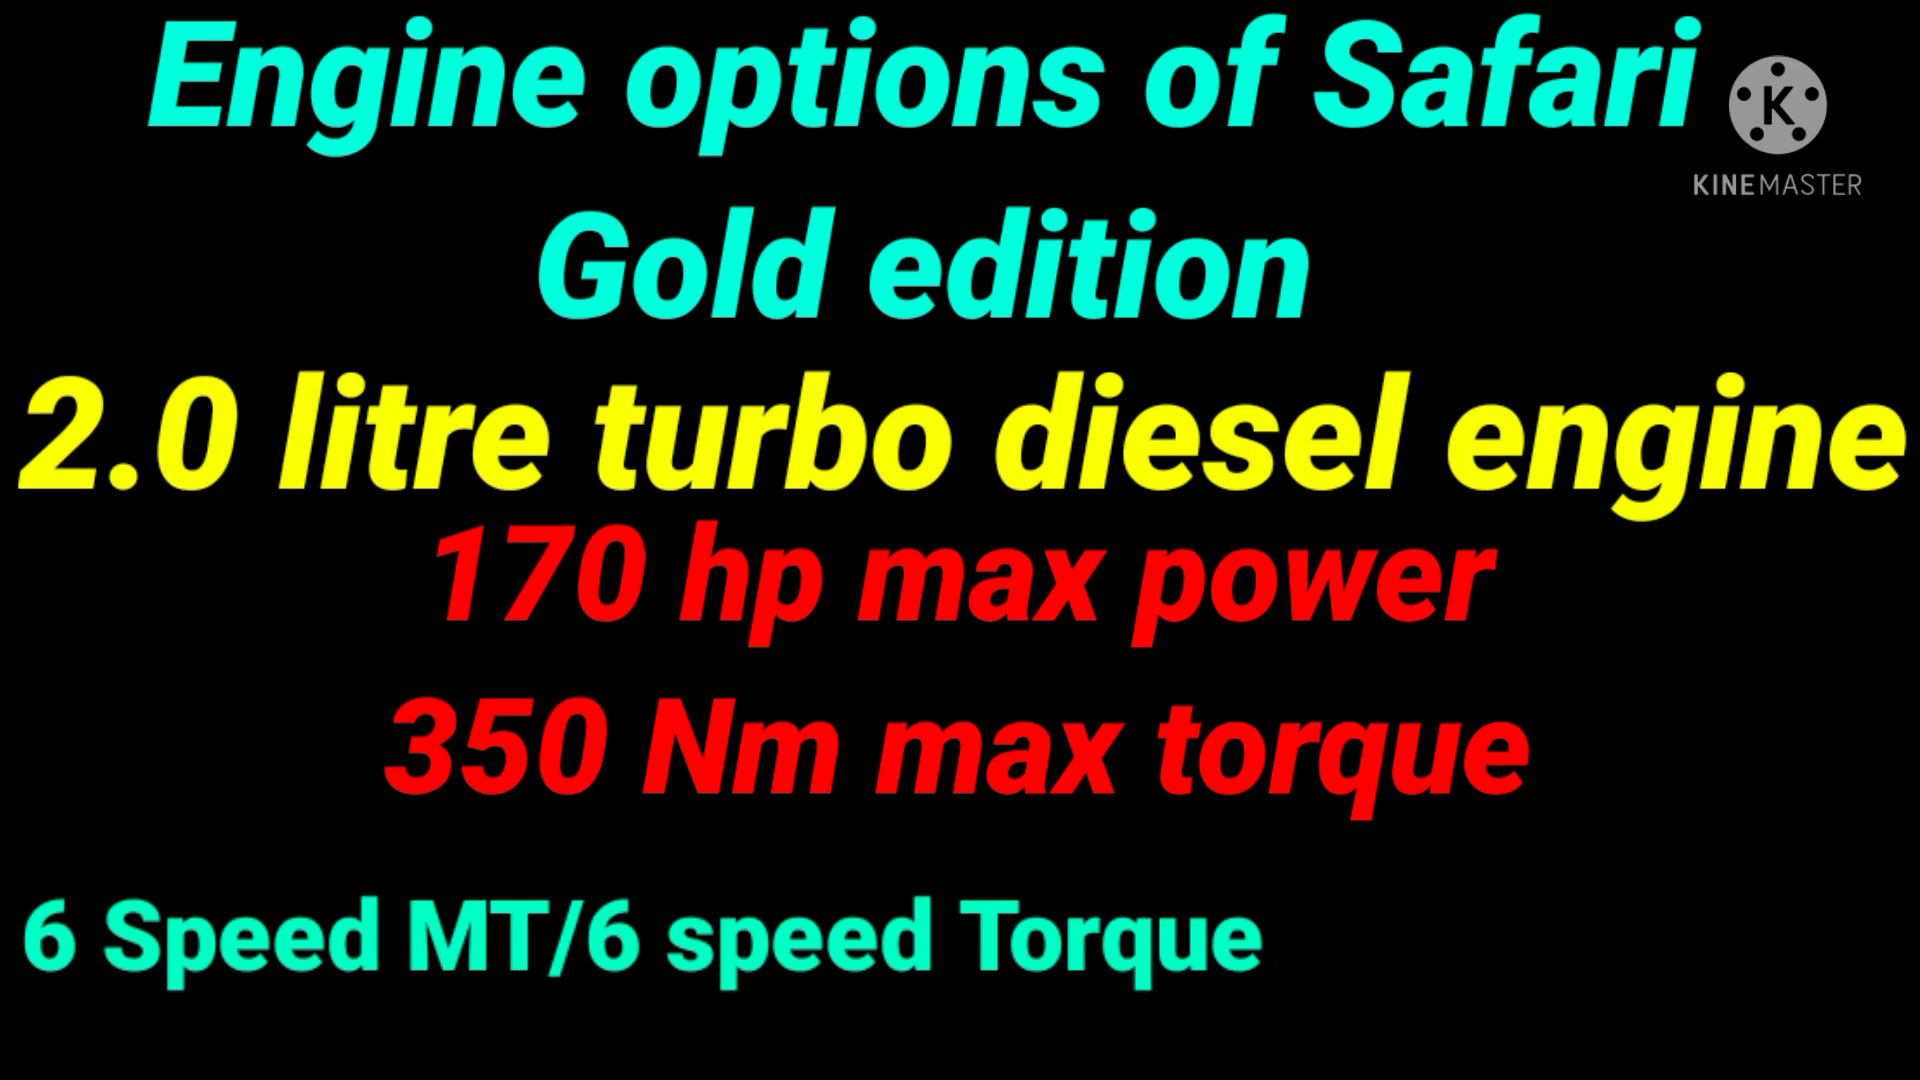 Engine options of Safari
Gold edition
2.0 litre turbo diesel engine
170 hp max power
350 Nm max torque
6 Speed MT/6 speed Torque
K
KINEMASTER